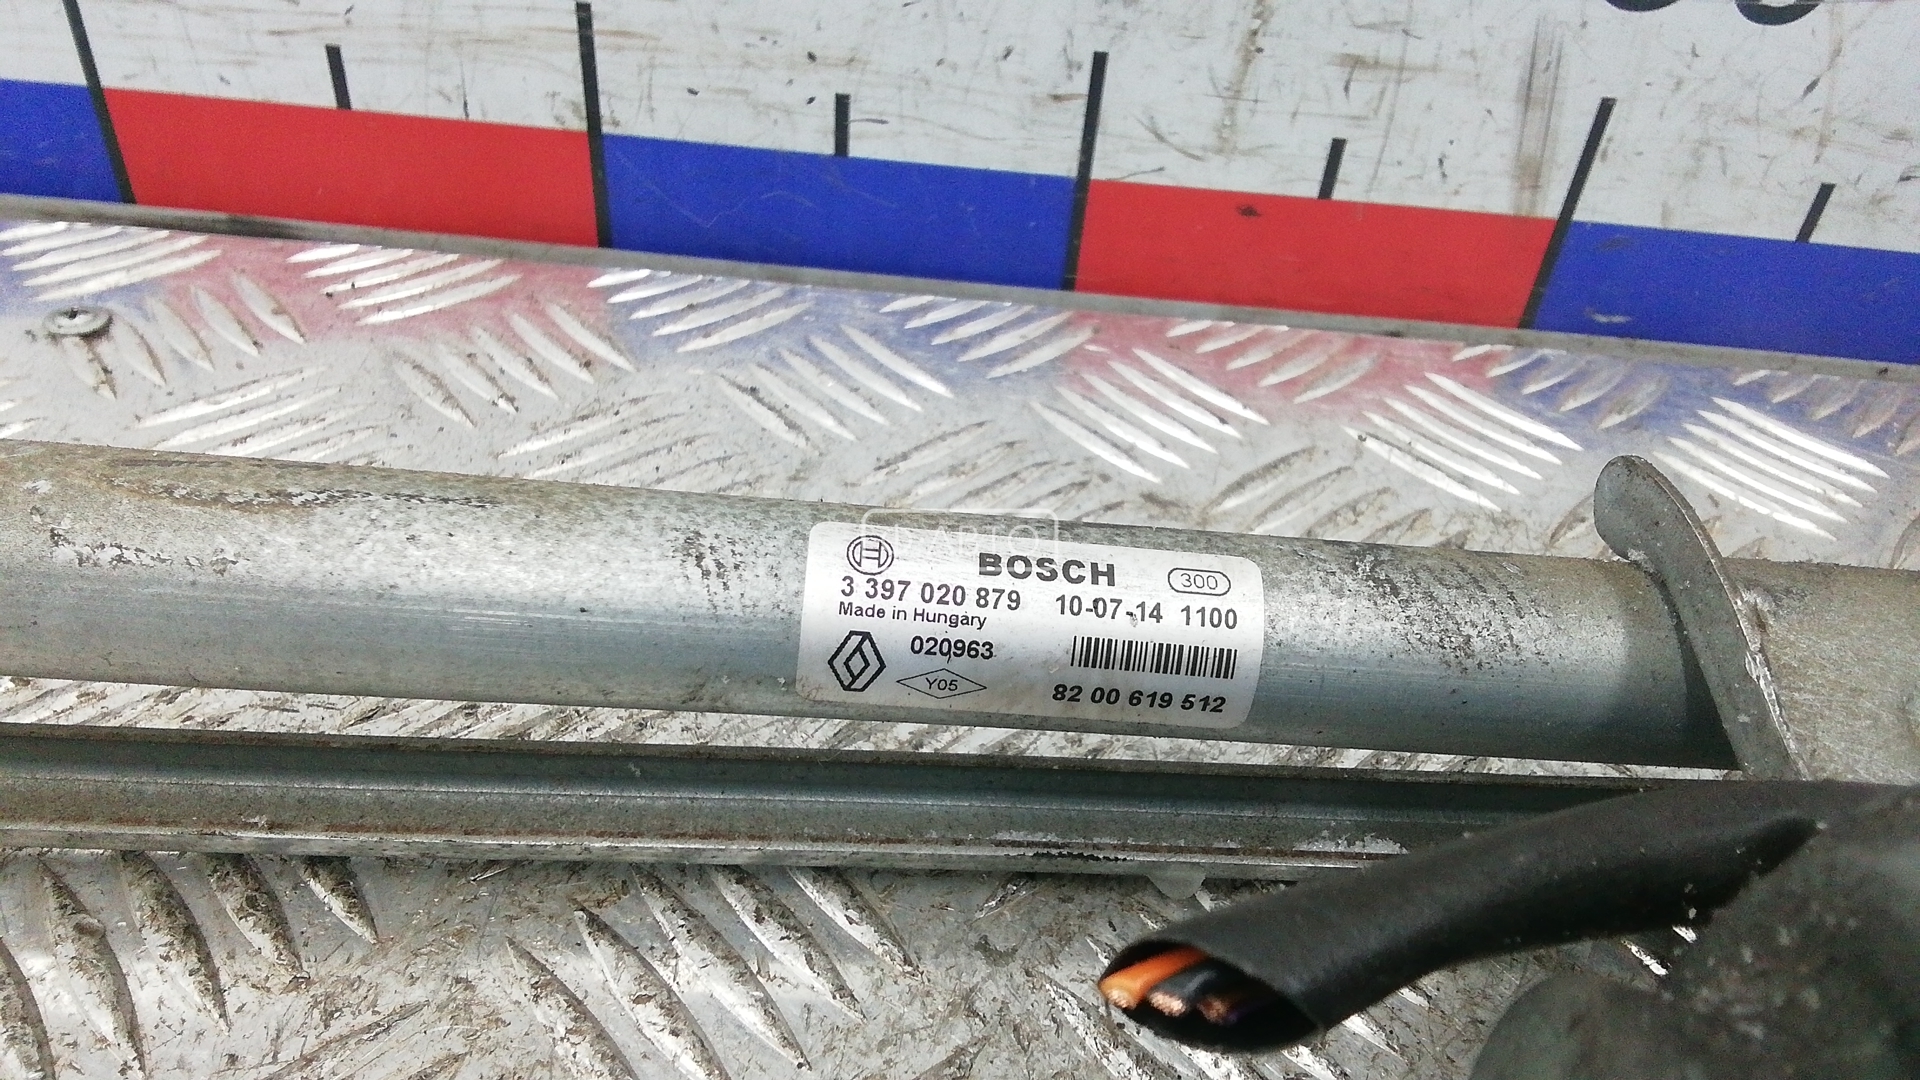 BOSCH 300
3 397 020 879 10-07-14 1100
Made in Hungary
020963
Y05
82 00 619 512